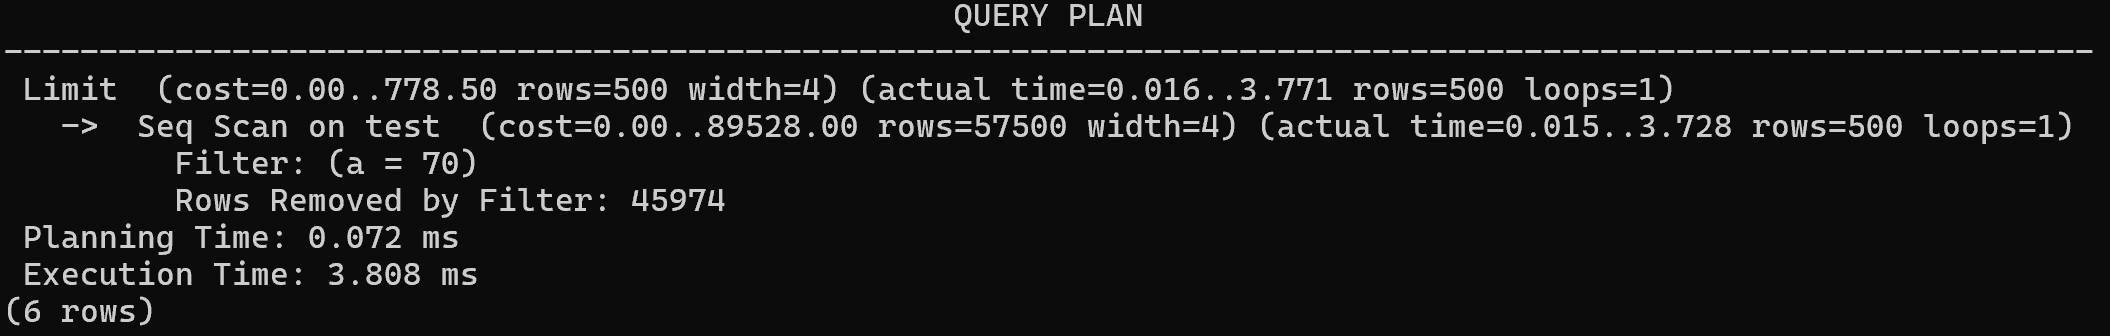 QUERY PLAN
--------------------------------------------------------------------------------------------------------------
Limit  (cost=0.00..778.50 rows=500 width=4) (actual time=0.016..3.771 rows=500 loops=1)
  ->  Seq Scan on test  (cost=0.00..89528.00 rows=57500 width=4) (actual time=0.015..3.728 rows=500 loops=1)
        Filter: (a = 70)
        Rows Removed by Filter: 45974
Planning Time: 0.072 ms
Execution Time: 3.808 ms
(6 rows)